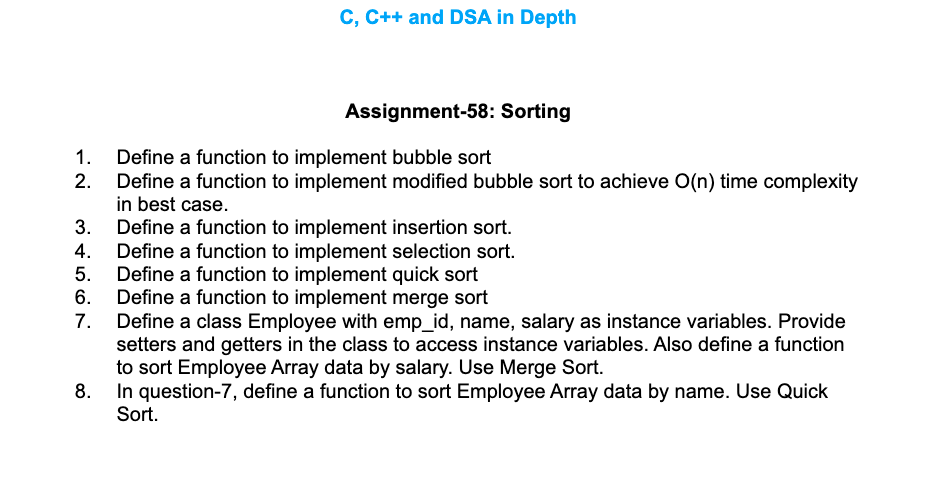 C, C++ and DSA in Depth
Assignment-58: Sorting
1. Define a function to implement bubble sort
2. Define a function to implement modified bubble sort to achieve O(n) time complexity
in best case.
3. Define a function to implement insertion sort.
4. Define a function to implement selection sort.
5. Define a function to implement quick sort
6. Define a function to implement merge sort
7. Define a class Employee with emp_id, name, salary as instance variables. Provide
setters and getters in the class to access instance variables. Also define a function
to sort Employee Array data by salary. Use Merge Sort.
8. In question-7, define a function to sort Employee Array data by name. Use Quick
Sort.